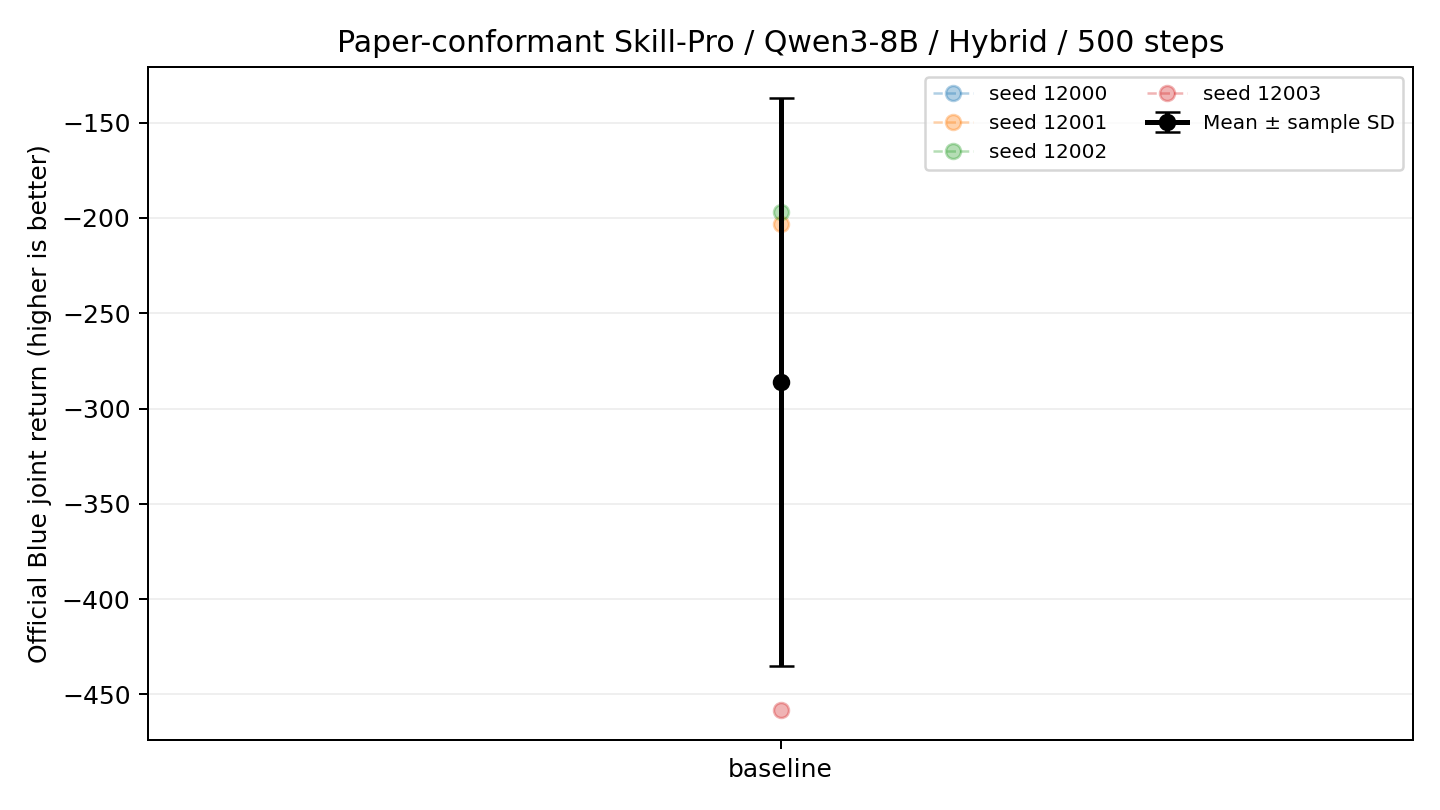 Paper-conformant Skill-Pro / Qwen3-8B / Hybrid / 500 steps
Official Blue joint return (higher is better)
−150
−200
−250
−300
−350
−400
−450
seed 12000
seed 12001
seed 12002
seed 12003
Mean ± sample SD
baseline